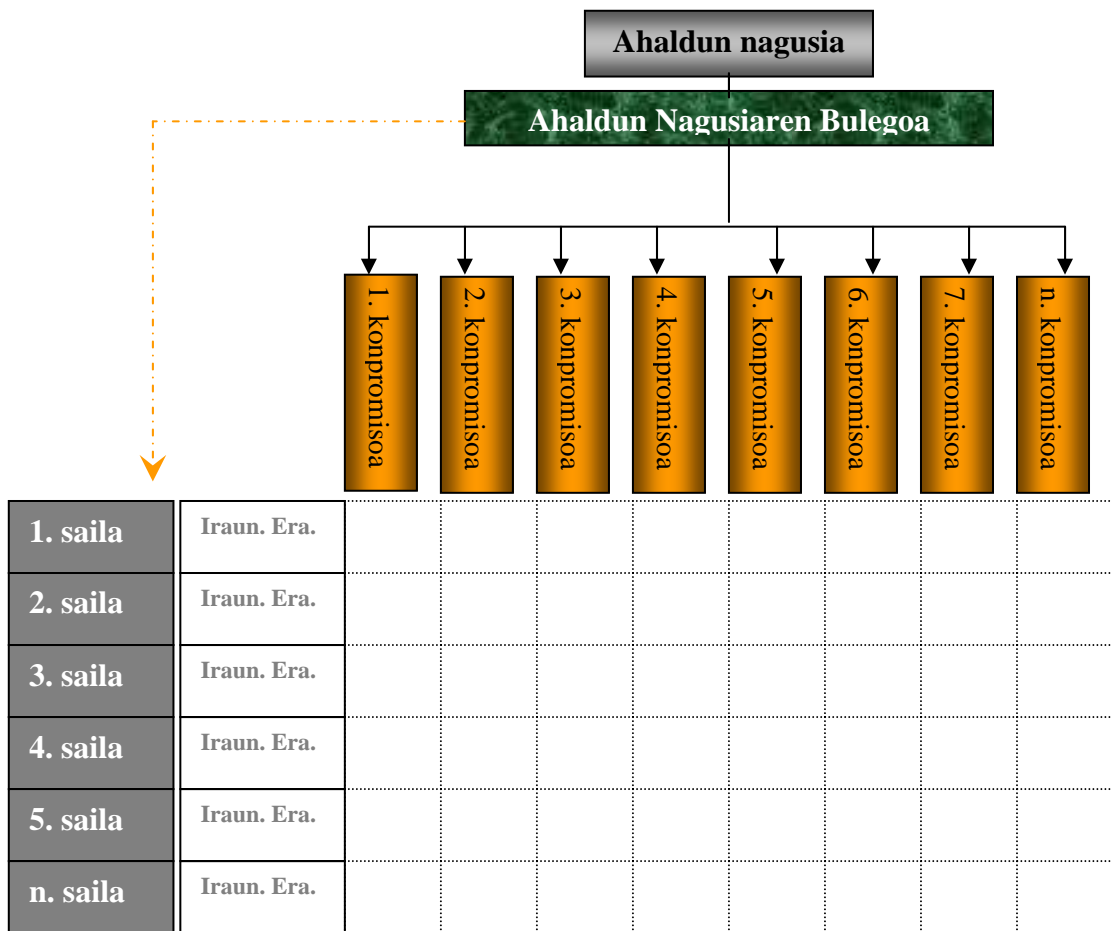 Ahaldun nagusia
Ahaldun Nagusiaren Bulegoa
1. konpromisoa
2. konpromisoa
3. konpromisoa
4. konpromisoa
5. konpromisoa
6. konpromisoa
7. konpromisoa
n. konpromisoa
1. saila Iraun. Era.
2. saila Iraun. Era.
3. saila Iraun. Era.
4. saila Iraun. Era.
5. saila Iraun. Era.
n. saila Iraun. Era.